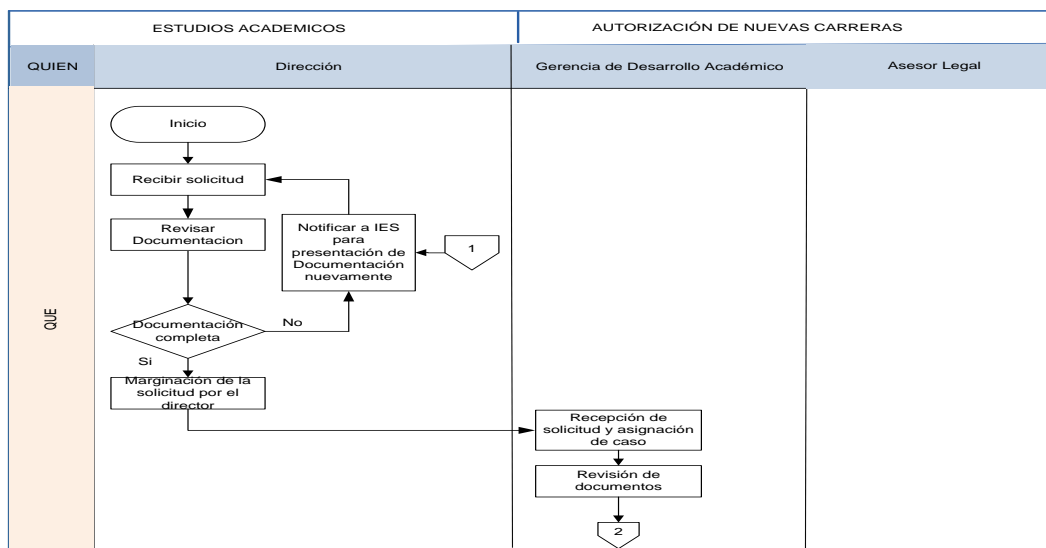 ESTUDIOS ACADEMICOS
AUTORIZACIÓN DE NUEVAS CARRERAS
QUIEN
Dirección
Gerencia de Desarrollo Académico
Asesor Legal
QUE
Inicio
Recibir solicitud
Revisar
Documentacion
Notificar a IES
para
presentación de
Documentación
nuevamente
1
Documentación
completa
No
Si
Marginación de la
solicitud por el
director
Recepción de
solicitud y asignación
de caso
Revisión de
documentos
2